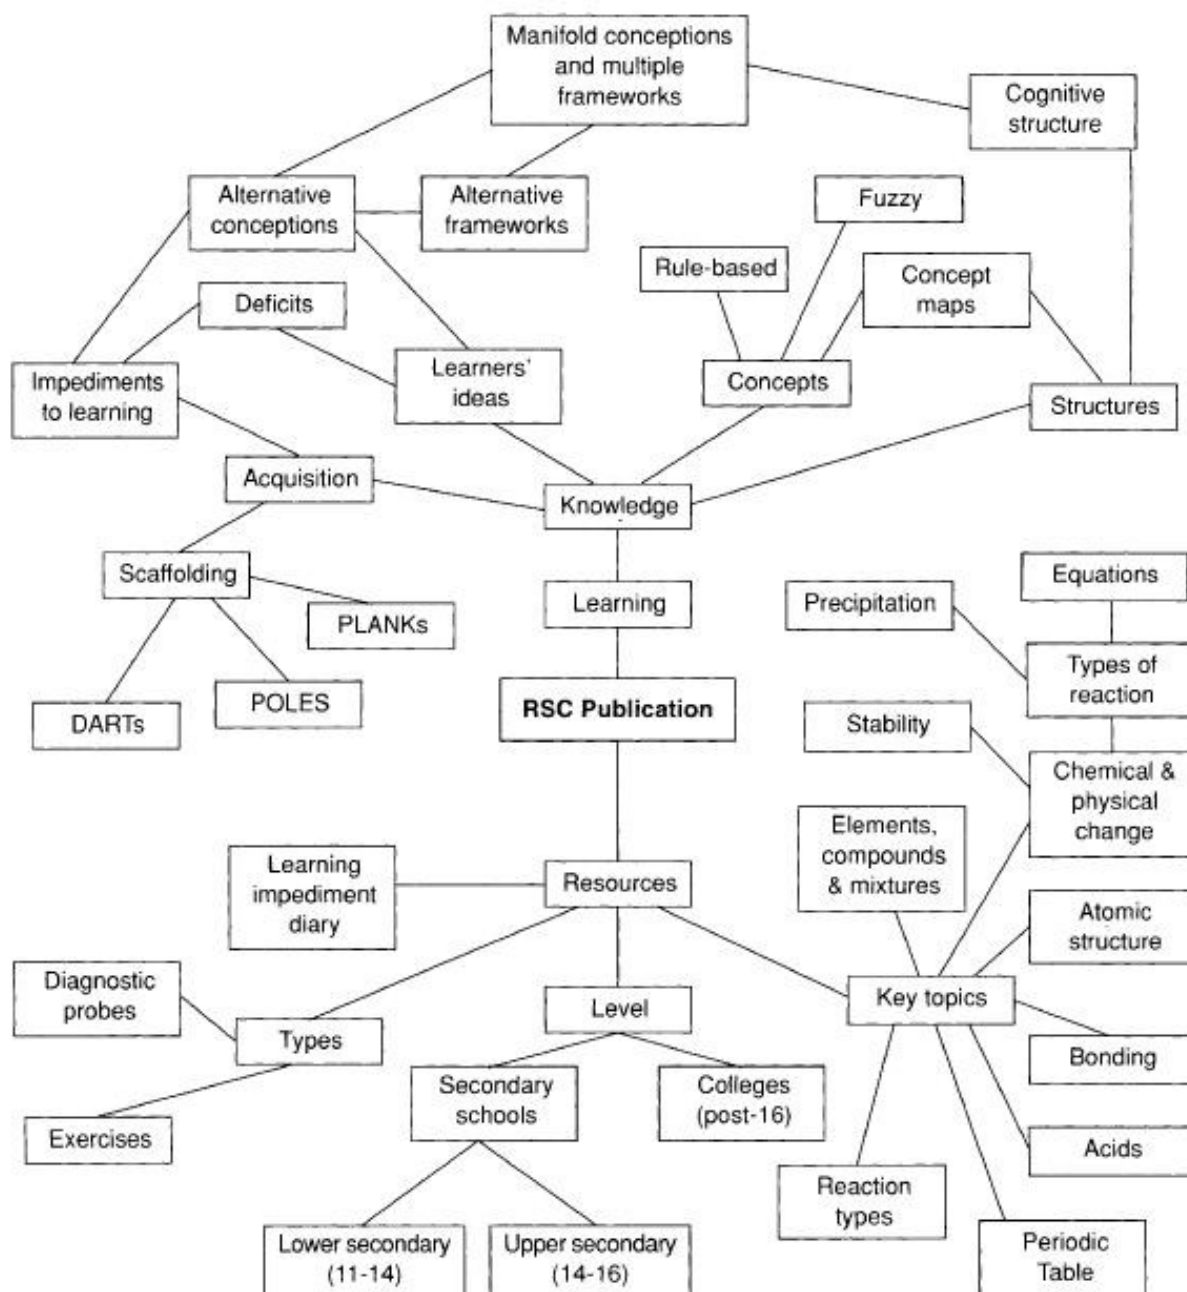 Manifold conceptions
and multiple
frameworks
Cognitive
structure
Alternative
conceptions
Alternative
frameworks
Fuzzy
Rule-based
Concept
maps
Deficits
Impediments
to learning
Learners'
ideas
Concepts
Structures
Acquisition
Knowledge
Scaffolding
Learning
PLANKs
DARTs
POLES
Equations
Precipitation
Types of
reaction
RSC Publication
Stability
Chemical &
physical
change
Elements,
compounds
& mixtures
Learning
impediment
diary
Resources
Atomic
structure
Diagnostic
probes
Types
Level
Key topics
Bonding
Secondary
schools
Colleges
(post-16)
Exercises
Acids
Reaction
types
Lower secondary
(11-14)
Upper secondary
(14-16)
Periodic
Table